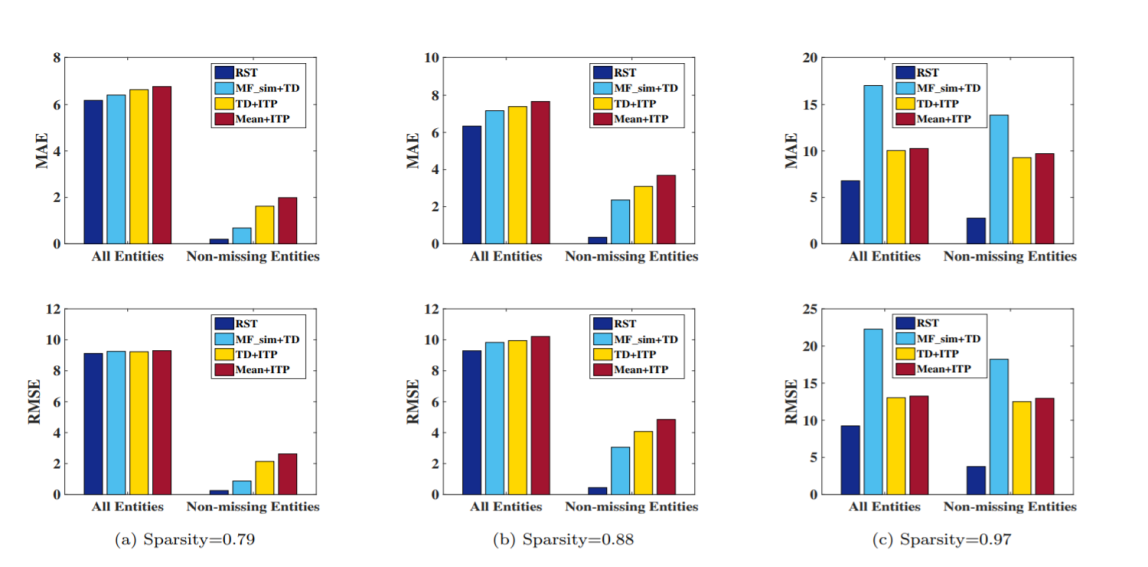 8
6
4
2
0
MAE
RST
MF_sim+TD
TD+ITP
Mean+ITP
All Entities Non-missing Entities
10
8
6
4
2
0
MAE
RST
MF_sim+TD
TD+ITP
Mean+ITP
All Entities Non-missing Entities
20
15
10
5
0
MAE
RST
MF_sim+TD
TD+ITP
Mean+ITP
All Entities Non-missing Entities
12
10
8
6
4
2
0
RMSE
RST
MF_sim+TD
TD+ITP
Mean+ITP
All Entities Non-missing Entities
(a) Sparsity=0.79
12
10
8
6
4
2
0
RMSE
RST
MF_sim+TD
TD+ITP
Mean+ITP
All Entities Non-missing Entities
(b) Sparsity=0.88
25
20
15
10
5
0
RMSE
RST
MF_sim+TD
TD+ITP
Mean+ITP
All Entities Non-missing Entities
(c) Sparsity=0.97